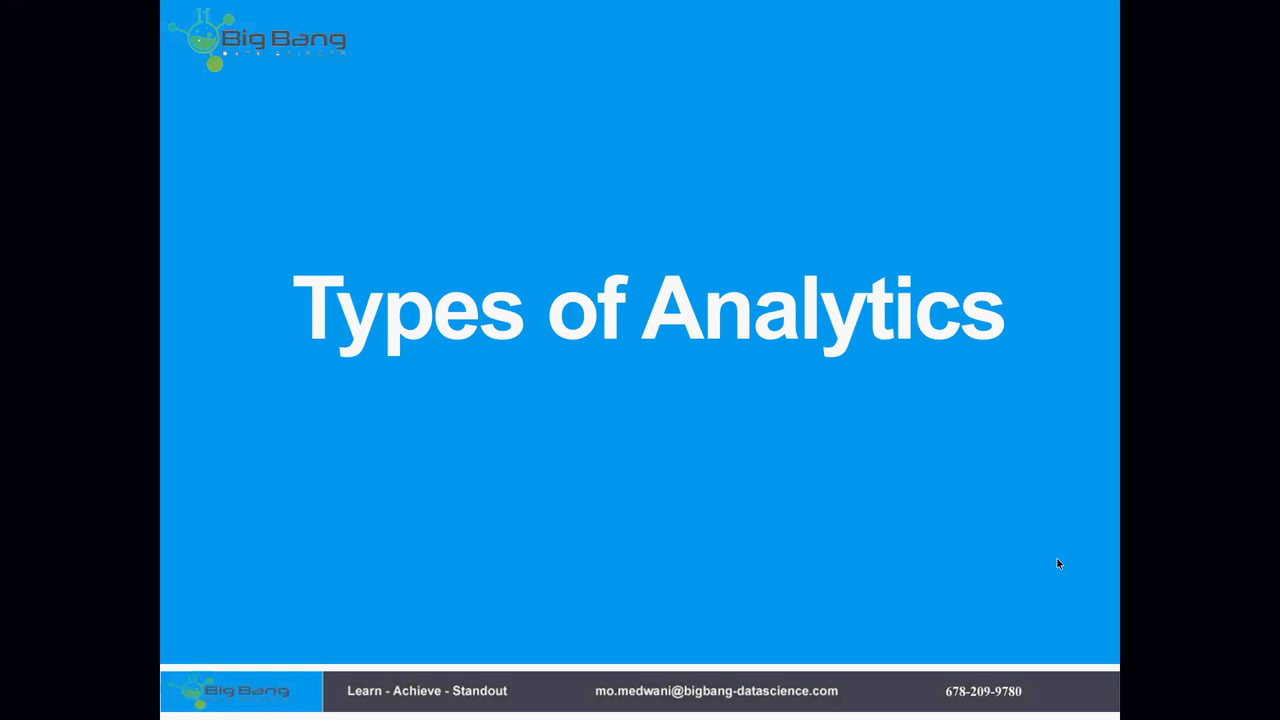 Big Bang
Types of Analytics
Big Bang
Learn - Achieve - Standout
mo.medwani@bigbang-datascience.com
678-209-9780